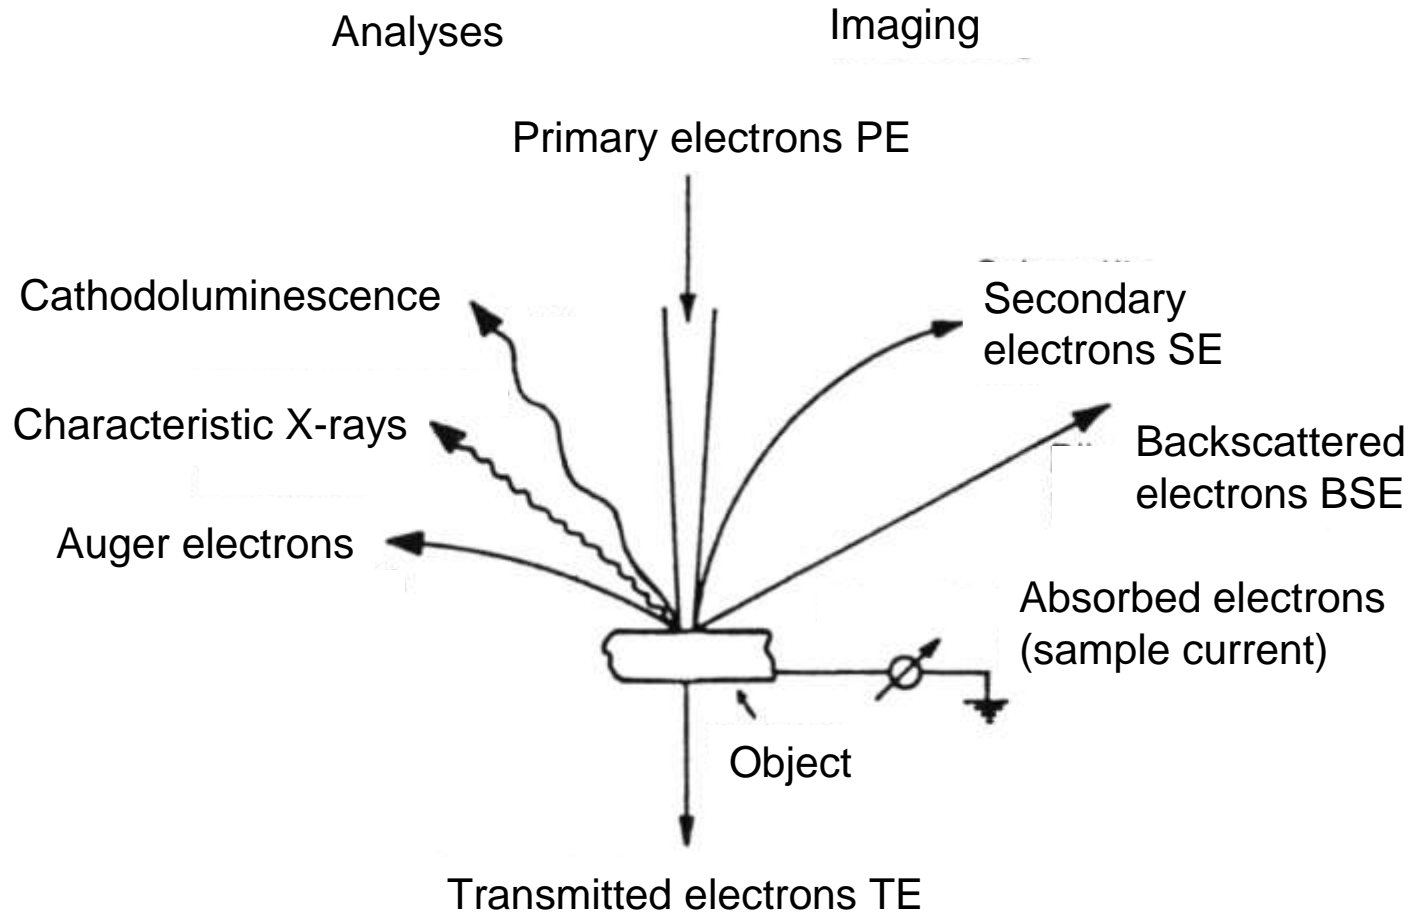 Analyses
Imaging
Primary electrons PE
Cathodoluminescence
Secondary
electrons SE
Characteristic X-rays
Backscattered
electrons BSE
Auger electrons
Absorbed electrons
(sample current)
Object
Transmitted electrons TE